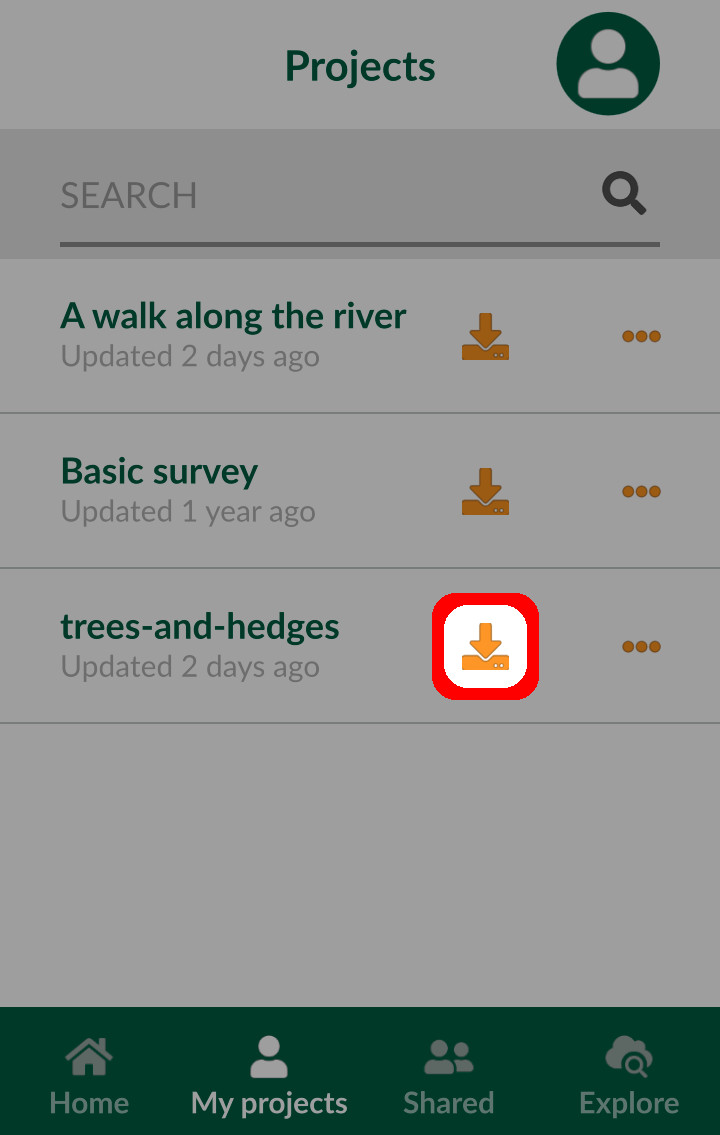 Projects
SEARCH
A walk along the river
Updated 2 days ago
Basic survey
Updated 1 year ago
trees-and-hedges
Updated 2 days ago
Home My projects Shared Explore